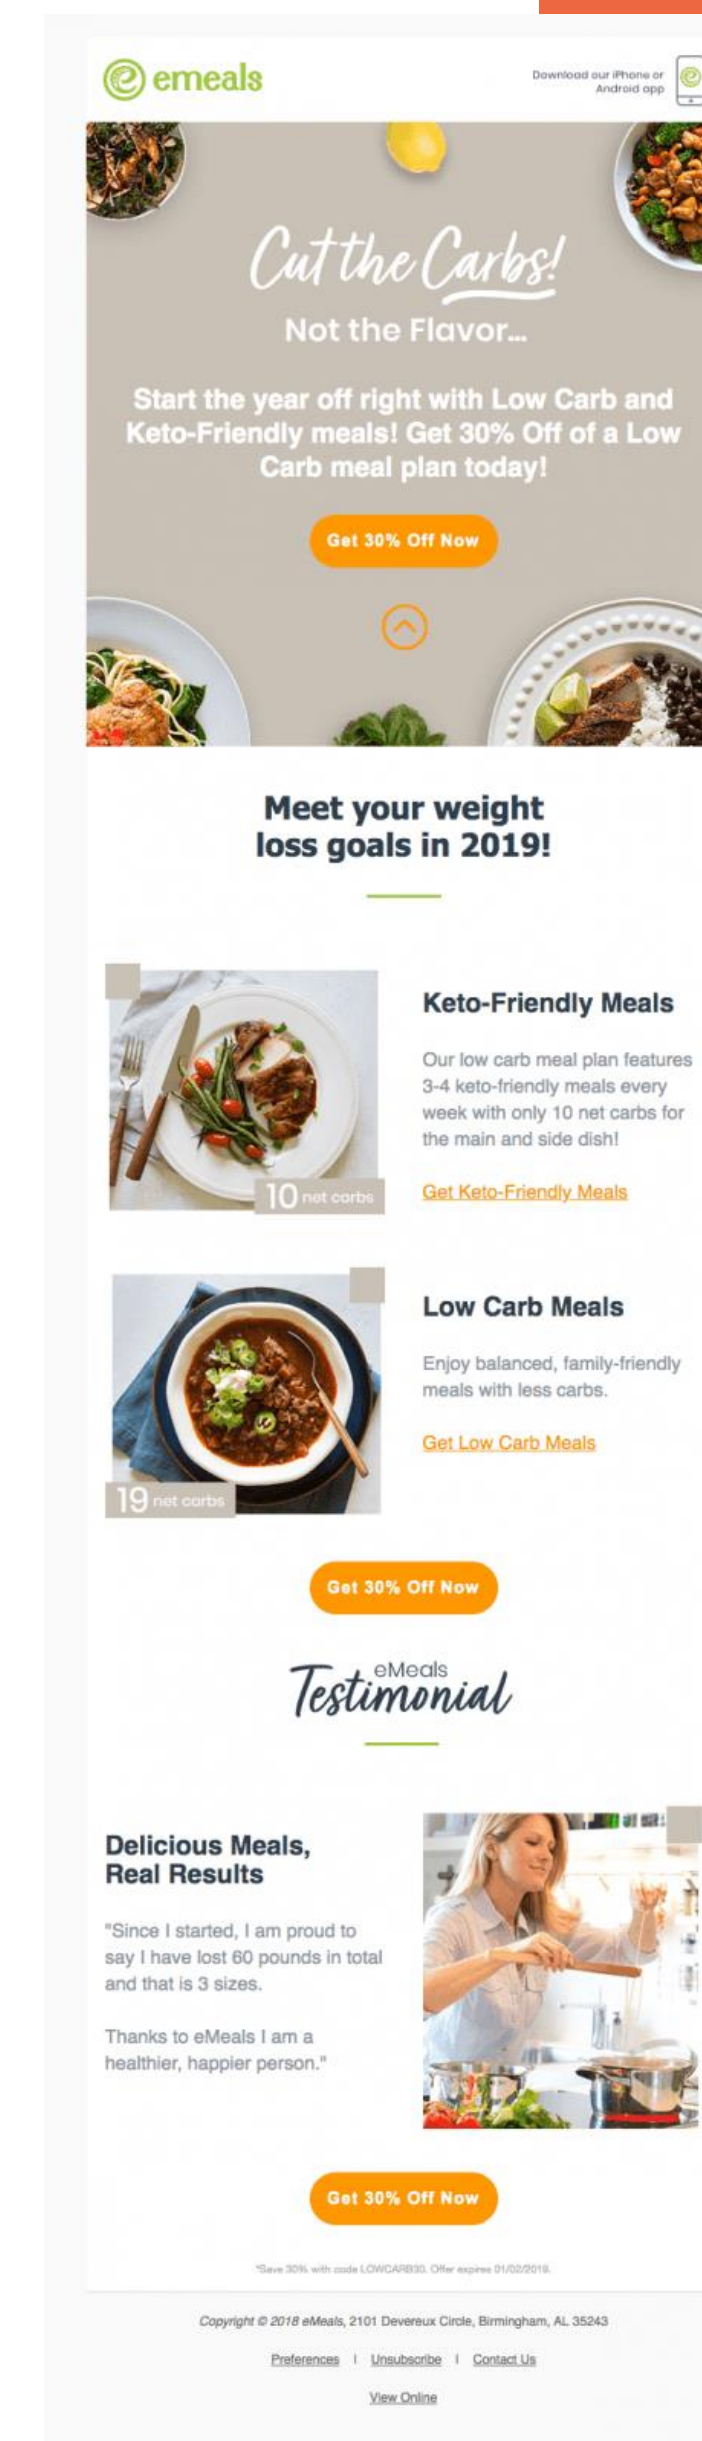 emeals
Download our iPhone or
Android app
Cut the Carbs!
Not the Flavor...
Start the year off right with Low Carb and
Keto-Friendly meals! Get 30% Off of a Low
Carb meal plan today!
Get 30% Off Now
Meet your weight
loss goals in 2019!
Keto-Friendly Meals
Our low carb meal plan features
3-4 keto-friendly meals every
week with only 10 net carbs for
the main and side dish!
Get Keto-Friendly Meals
10 net carbs
Low Carb Meals
Enjoy balanced, family-friendly
meals with less carbs.
Get Low Carb Meals
19 net carbs
Get 30% Off Now
eMeals
Testimonial
Delicious Meals,
Real Results
"Since I started, I am proud to
say I have lost 60 pounds in total
and that is 3 sizes.
Thanks to eMeals I am a
healthier, happier person."
Get 30% Off Now
*Save 30% with code LOWCARB30. Offer expires 01/02/2019.
Copyright © 2018 eMeals, 2101 Devereux Circle, Birmingham, AL 35243
Preferences | Unsubscribe | Contact Us
View Online